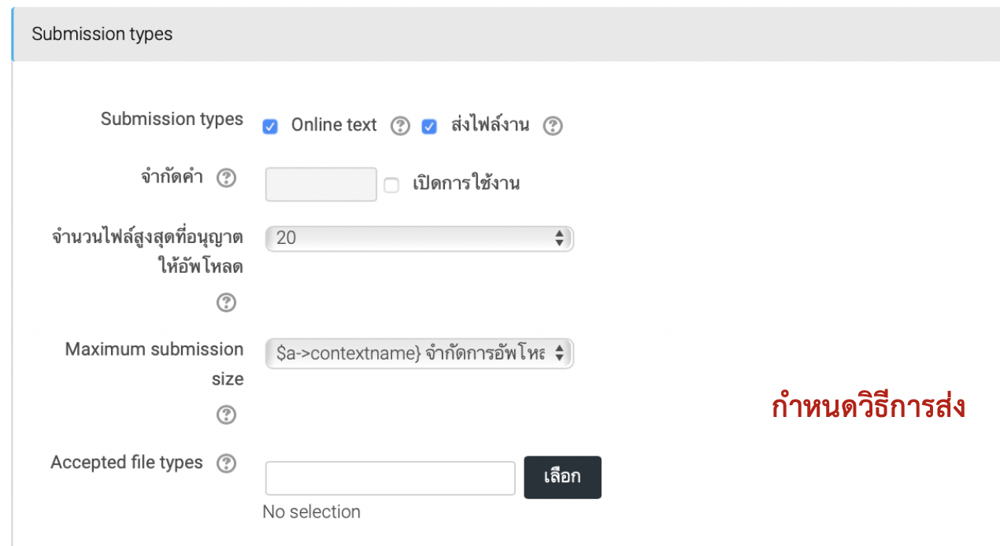 Submission types
Submission types Online text ส่งไฟล์งาน
จำกัดคำ เปิดการใช้งาน
จำนวนไฟล์สูงสุดที่อนุญาต 20
ให้อัพโหลด
Maximum submission $a->contextname} จำกัดการอัพโห
size
กำหนดวิธีการส่ง
Accepted file types เลือก
No selection